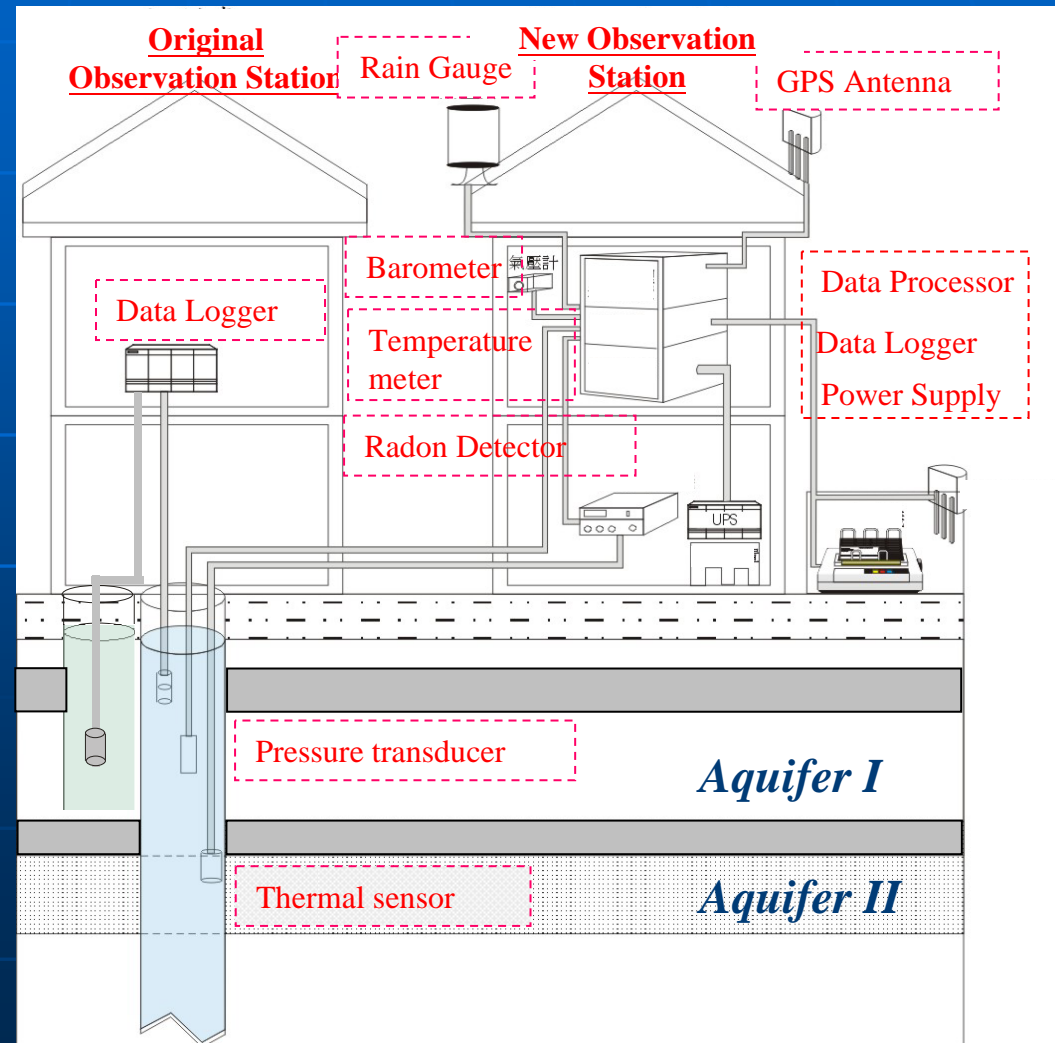 Original
Observation Station
Rain Gauge
New Observation
Station
GPS Antenna
Barometer
氣壓計
Data Processor
Data Logger
Temperature
meter
Data Logger
Power Supply
Radon Detector
UPS
Pressure transducer
Aquifer I
Thermal sensor
Aquifer II